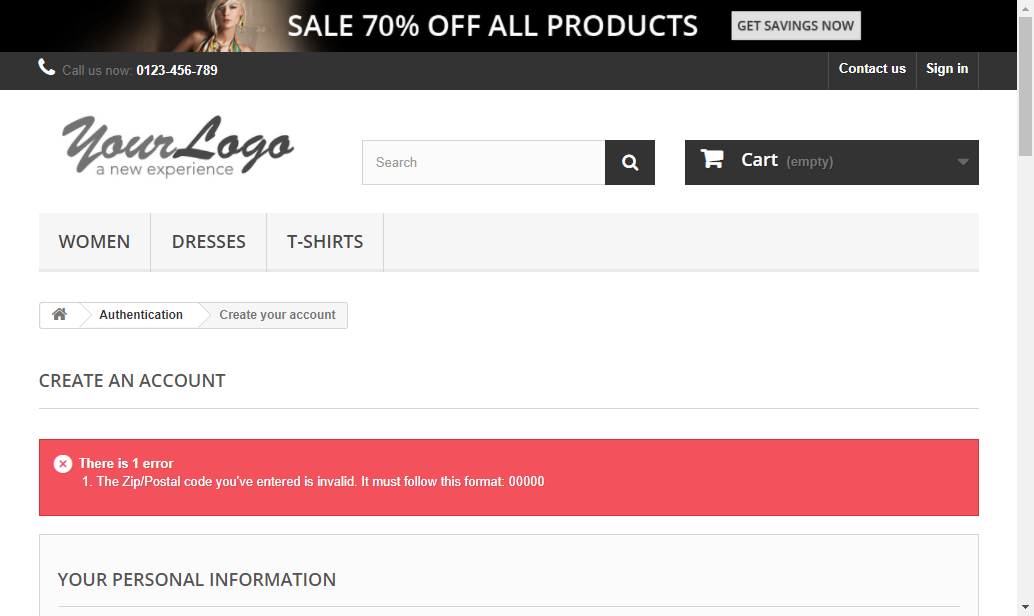 SALE 70% OFF ALL PRODUCTS GET SAVINGS NOW
Call us now: 0123-456-789 Contact us Sign in
YourLogo
a new experience
Search
Cart (empty)
WOMEN DRESSES T-SHIRTS
Authentication Create your account
CREATE AN ACCOUNT
There is 1 error
1. The Zip/Postal code you've entered is invalid. It must follow this format: 00000
YOUR PERSONAL INFORMATION